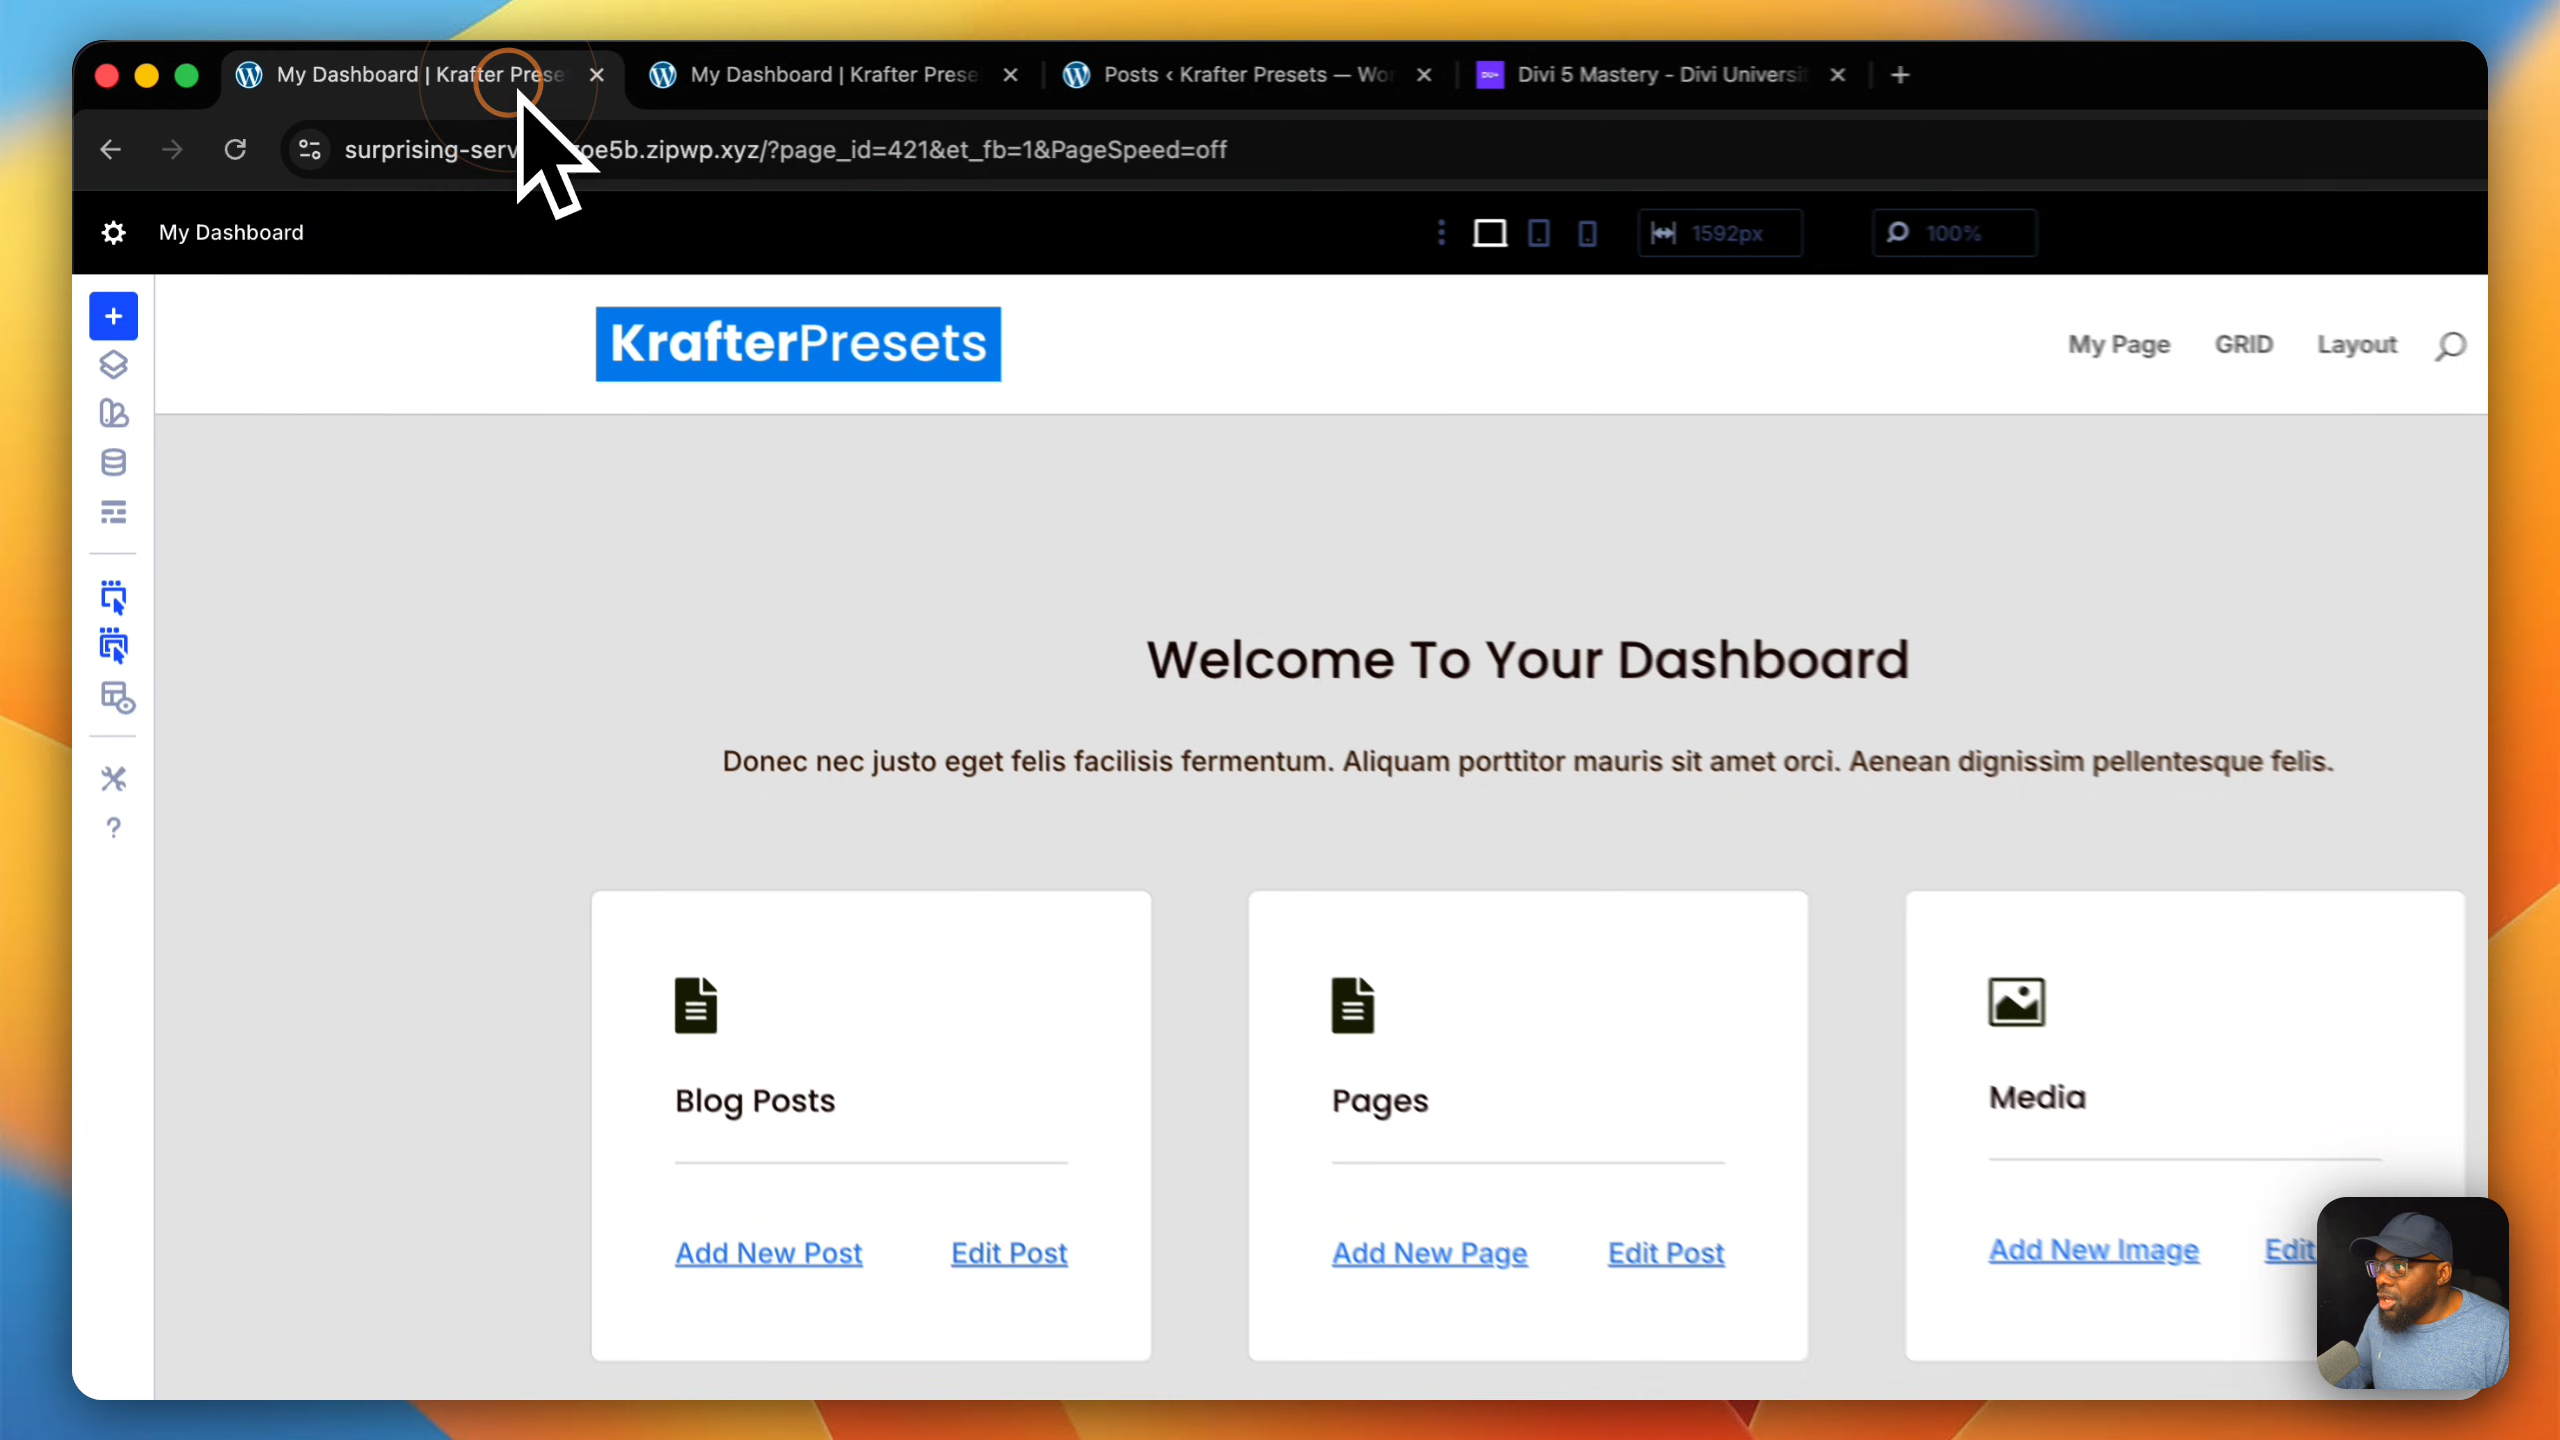 My Dashboard | Krafter Prese
My Dashboard | Krafter Prese
Posts ‹ Krafter Presets — Wor
DU+
Divi 5 Mastery - Divi Universit
surprising-serv
oe5b.zipwp.xyz/?page_id=421&et_fb=1&PageSpeed=off
My Dashboard
1592px
100%
KrafterPresets
My Page
GRID
Layout
Welcome To Your Dashboard
Donec nec justo eget felis facilisis fermentum. Aliquam porttitor mauris sit amet orci. Aenean dignissim pellentesque felis.
Blog Posts
Add New Post
Edit Post
Pages
Add New Page
Edit Post
Media
Add New Image
Edit